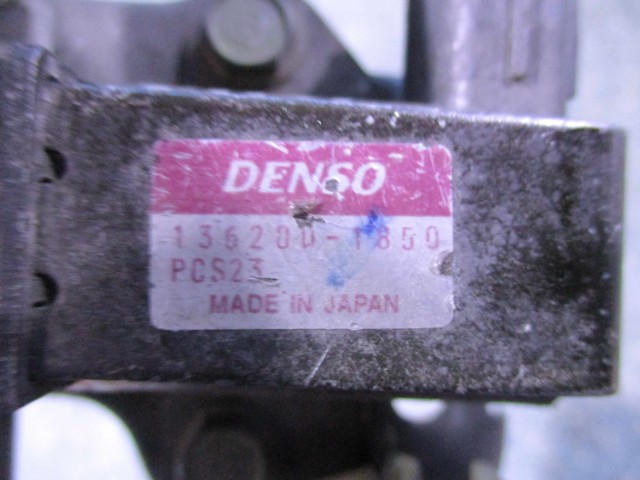 DENSO
136200-1850
PCS23
MADE IN JAPAN